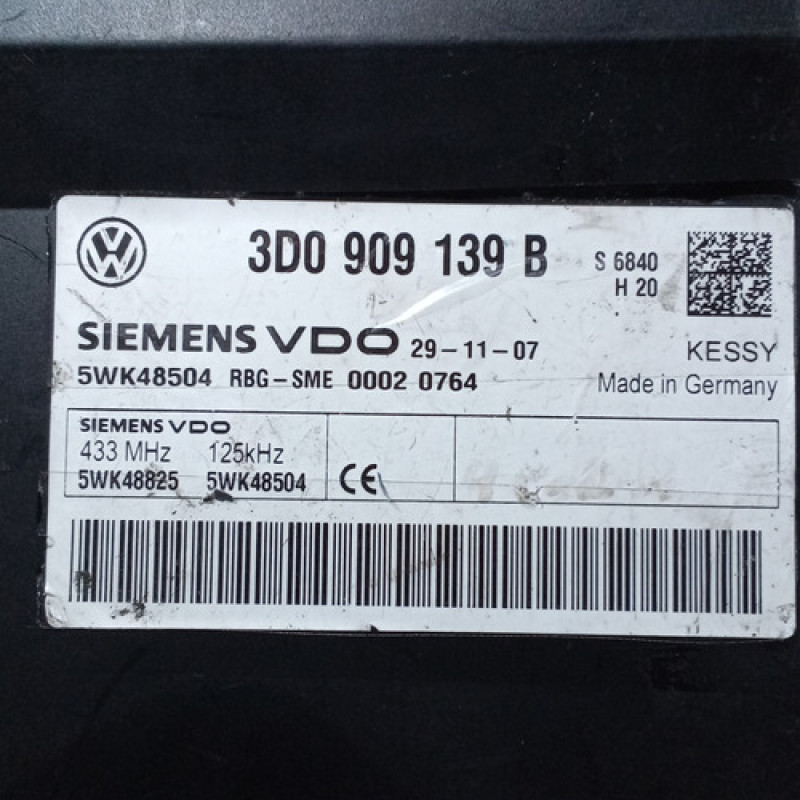 3D0 909 139 B S 6840
H 20
SIEMENS VDO 29-11-07 KESSY
5WK48504 RBG-SME 00020 0764 Made in Germany
SIEMENS VDO
433 MHz 125kHz
5WK48825 5WK48504 CE